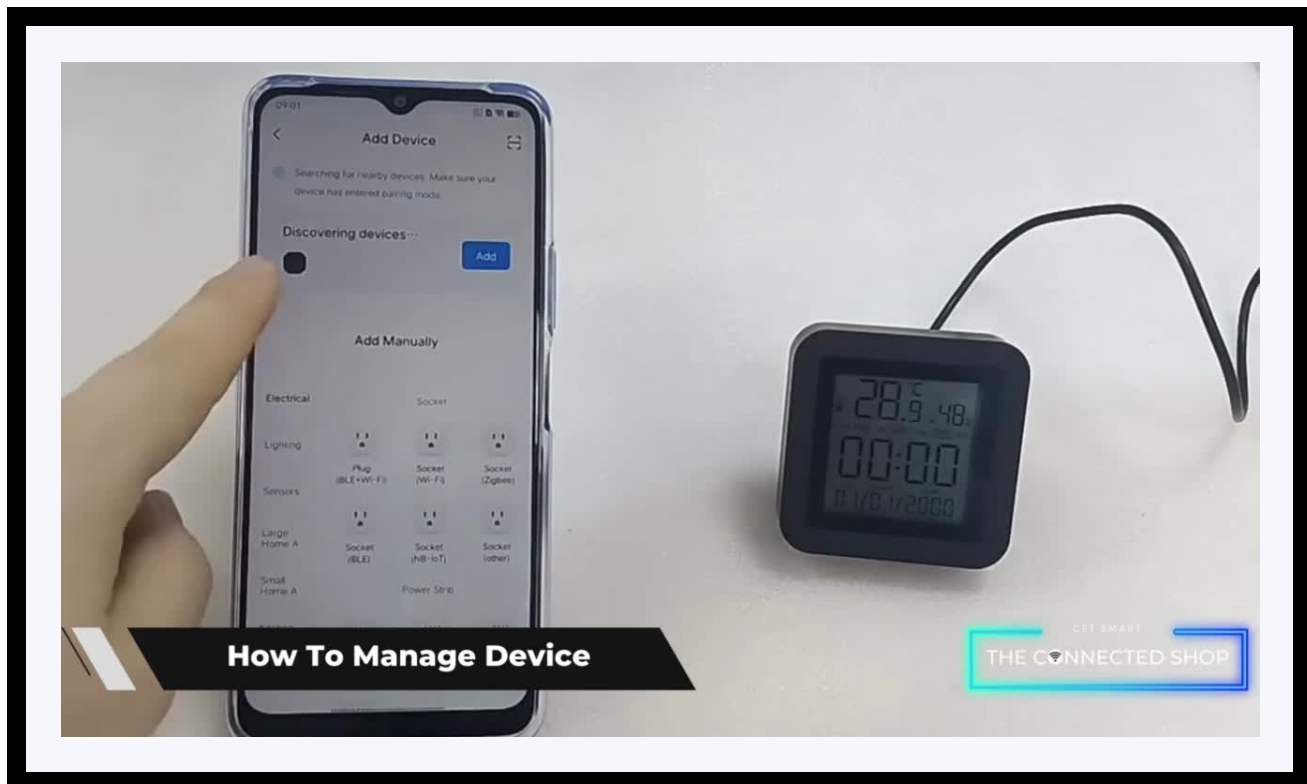 09:01
Add Device
Searching for nearby devices. Make sure your
device has entered pairing mode.
Discovering devices···
Add
Add Manually
Electrical
Socket
Lighting
Plug
(BLE+Wi-Fi)
Socket
(Wi-Fi)
Socket
(Zigbee)
Sensors
Large
Home A
Socket
(BLE)
Socket
(NB-IoT)
Socket
(other)
Small
Home A
Power Strip
28.9 °C
48
00:00
01/01/2000
How To Manage Device
GET SMART
THE CONNECTED SHOP